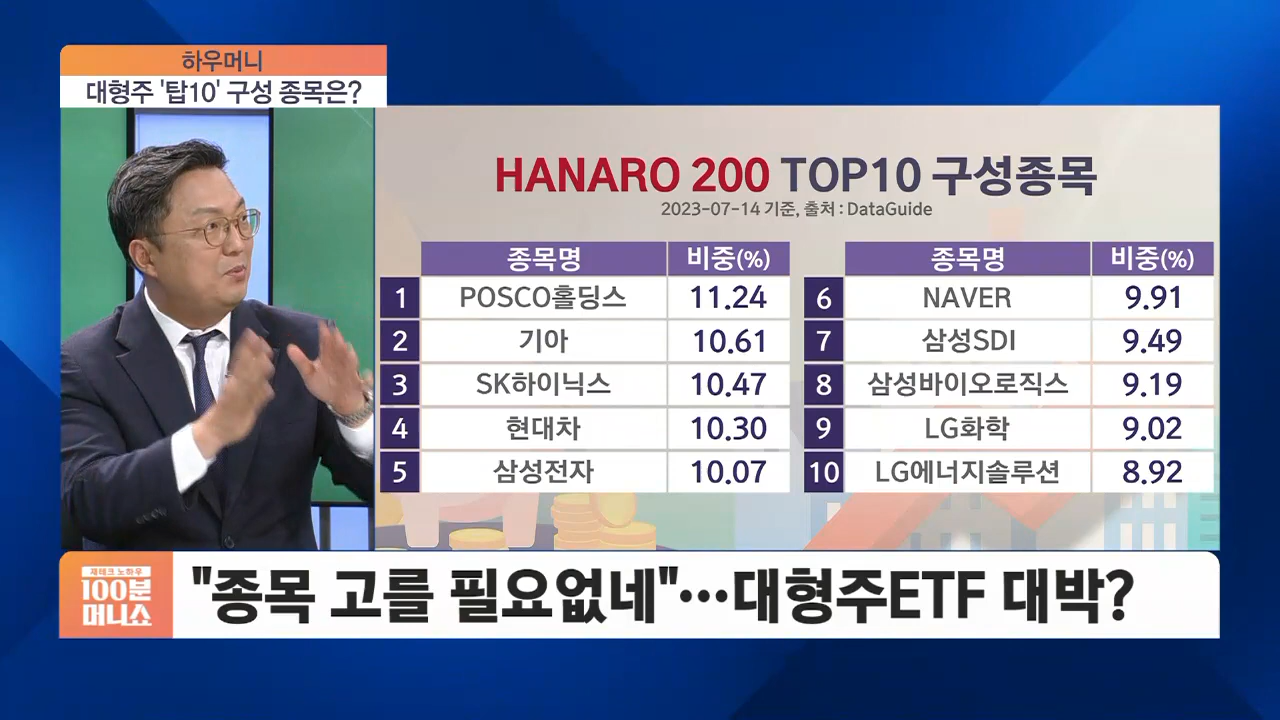 하우머니
대형주 '탑10' 구성 종목은?
HANARO 200 TOP10 구성종목
2023-07-14 기준, 출처 : DataGuide
종목명 비중(%)
1 POSCO홀딩스 11.24
2 기아 10.61
3 SK하이닉스 10.47
4 현대차 10.30
5 삼성전자 10.07
종목명 비중(%)
6 NAVER 9.91
7 삼성SDI 9.49
8 삼성바이오로직스 9.19
9 LG화학 9.02
10 LG에너지솔루션 8.92
재테크 노하우
100분
머니쇼
"종목 고를 필요없네"…대형주ETF 대박?